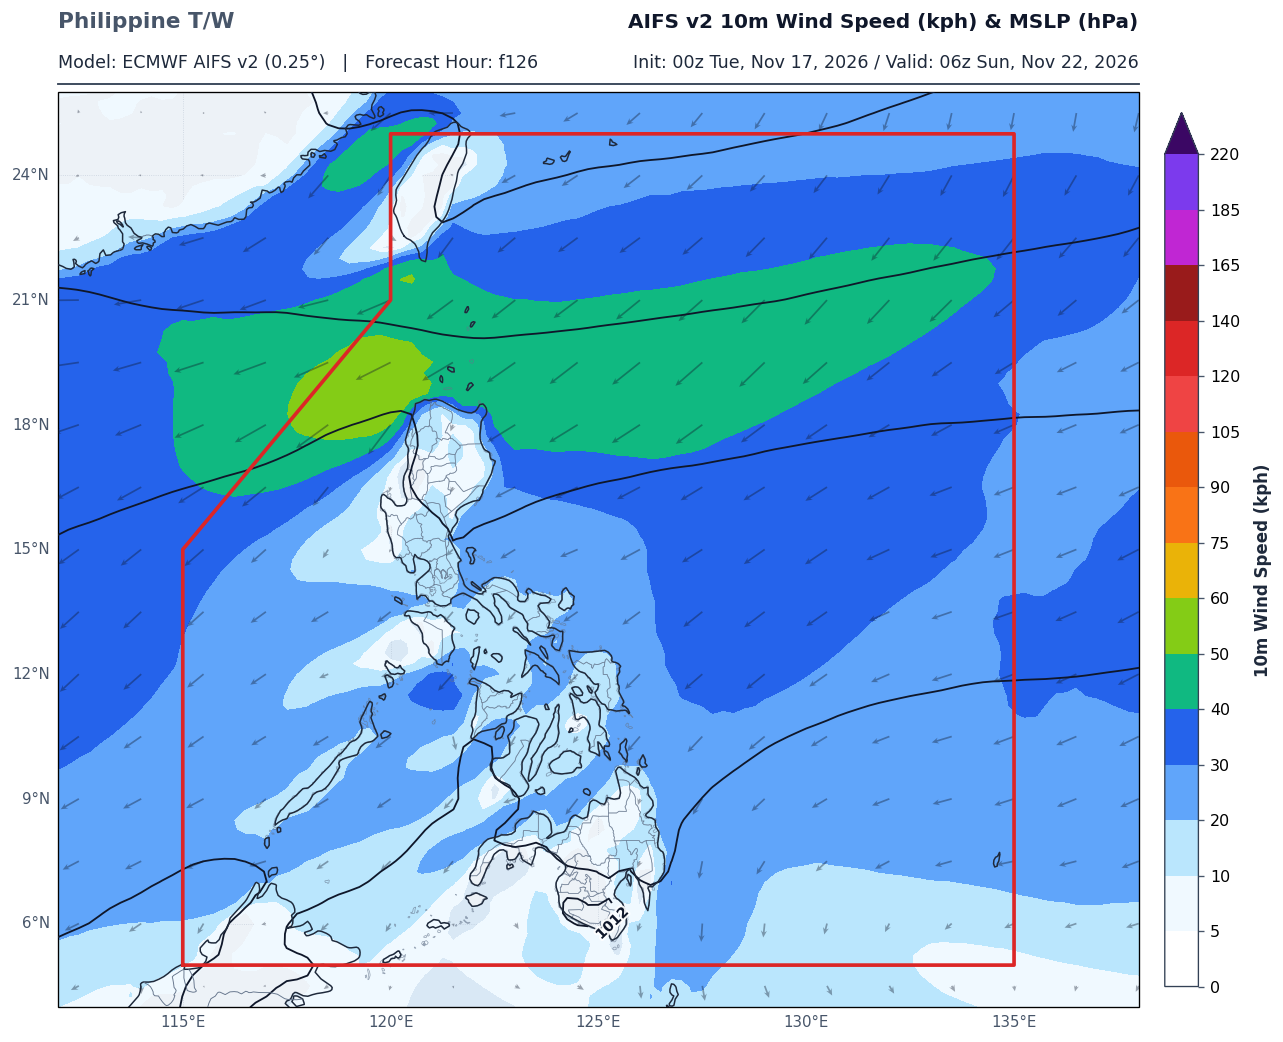 Philippine T/W
AIFS v2 10m Wind Speed (kph) & MSLP (hPa)
Model: ECMWF AIFS v2 (0.25°)   |   Forecast Hour: f126
Init: 00z Tue, Nov 17, 2026 / Valid: 06z Sun, Nov 22, 2026
24°N
21°N
18°N
15°N
12°N
9°N
6°N
115°E
120°E
125°E
130°E
135°E
1012
220
185
165
140
120
105
90
75
60
50
40
30
20
10
5
0
10m Wind Speed (kph)